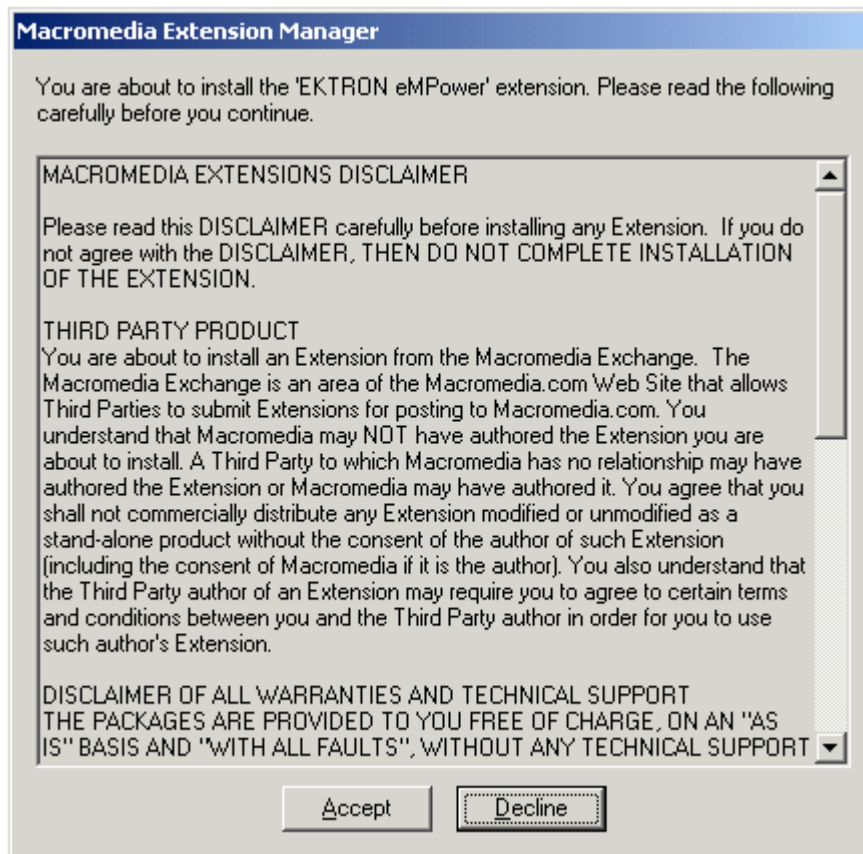 Macromedia Extension Manager
You are about to install the 'EKTRON eMPower' extension. Please read the following
carefully before you continue.
MACROMEDIA EXTENSIONS DISCLAIMER
Please read this DISCLAIMER carefully before installing any Extension.  If you do
not agree with the DISCLAIMER, THEN DO NOT COMPLETE INSTALLATION
OF THE EXTENSION.
THIRD PARTY PRODUCT
You are about to install an Extension from the Macromedia Exchange.  The
Macromedia Exchange is an area of the Macromedia.com Web Site that allows
Third Parties to submit Extensions for posting to Macromedia.com. You
understand that Macromedia may NOT have authored the Extension you are
about to install. A Third Party to which Macromedia has no relationship may have
authored the Extension or Macromedia may have authored it. You agree that you
shall not commercially distribute any Extension modified or unmodified as a
stand-alone product without the consent of the author of such Extension
(including the consent of Macromedia if it is the author). You also understand that
the Third Party author of an Extension may require you to agree to certain terms
and conditions between you and the Third Party author in order for you to use
such author's Extension.
DISCLAIMER OF ALL WARRANTIES AND TECHNICAL SUPPORT
THE PACKAGES ARE PROVIDED TO YOU FREE OF CHARGE, ON AN "AS
IS" BASIS AND "WITH ALL FAULTS", WITHOUT ANY TECHNICAL SUPPORT
Accept
Decline